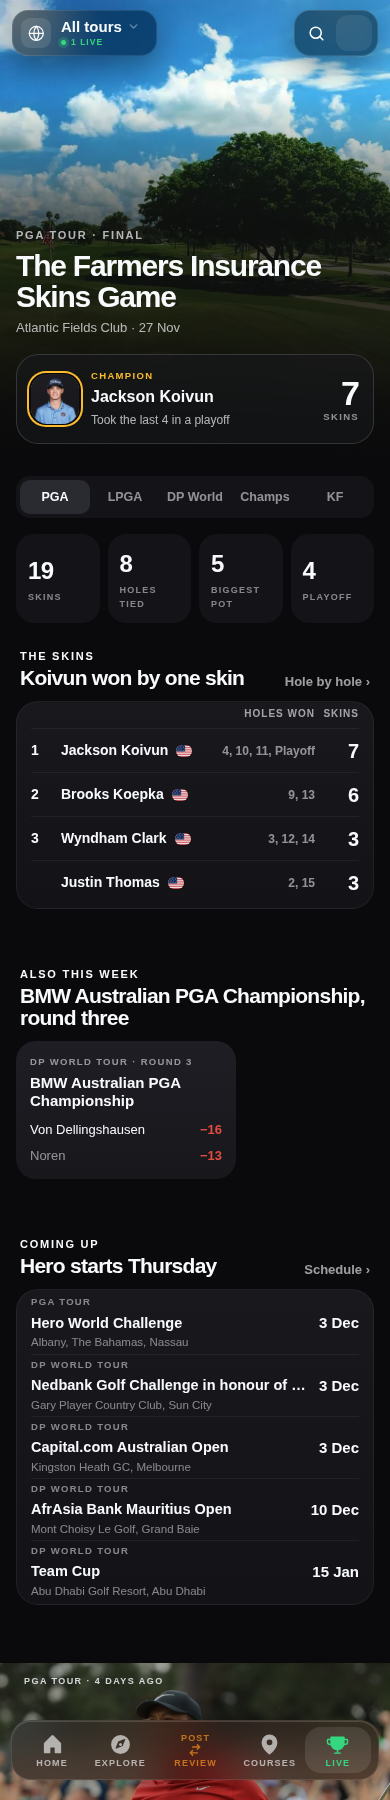 All tours
1 LIVE
PGA TOUR · FINAL
The Farmers Insurance
Skins Game
Atlantic Fields Club · 27 Nov
CHAMPION
Jackson Koivun
Took the last 4 in a playoff
7
SKINS
PGA LPGA DP World Champs KF
19
SKINS
8
HOLES
TIED
5
BIGGEST
POT
4
PLAYOFF
THE SKINS
Koivun won by one skin
Hole by hole ›
HOLES WON SKINS
1 Jackson Koivun 4, 10, 11, Playoff 7
2 Brooks Koepka 9, 13 6
3 Wyndham Clark 3, 12, 14 3
Justin Thomas 2, 15 3
ALSO THIS WEEK
BMW Australian PGA Championship,
round three
DP WORLD TOUR · ROUND 3
BMW Australian PGA
Championship
Von Dellingshausen −16
Noren −13
COMING UP
Hero starts Thursday
Schedule ›
PGA TOUR
Hero World Challenge 3 Dec
Albany, The Bahamas, Nassau
DP WORLD TOUR
Nedbank Golf Challenge in honour of … 3 Dec
Gary Player Country Club, Sun City
DP WORLD TOUR
Capital.com Australian Open 3 Dec
Kingston Heath GC, Melbourne
DP WORLD TOUR
AfrAsia Bank Mauritius Open 10 Dec
Mont Choisy Le Golf, Grand Baie
DP WORLD TOUR
Team Cup 15 Jan
Abu Dhabi Golf Resort, Abu Dhabi
PGA TOUR · 4 DAYS AGO
HOME
EXPLORE
POST
REVIEW
COURSES
LIVE